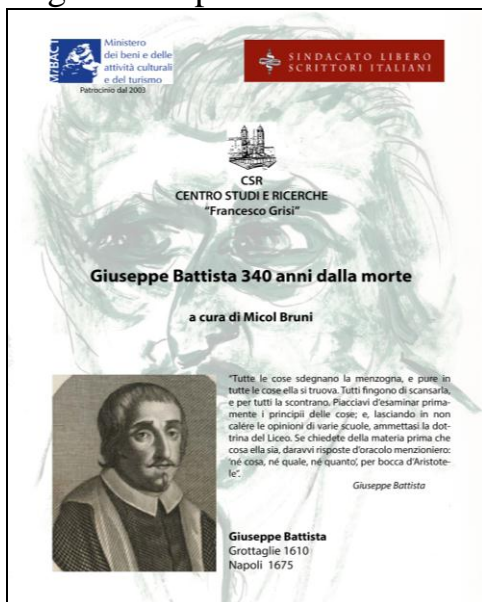 MiBACT
Ministero
dei beni e delle
attività culturali
e del turismo
Patrocinio dal 2003
SINDACATO LIBERO
SCRITTORI ITALIANI
CSR
CENTRO STUDI E RICERCHE
"Francesco Grisi"
Giuseppe Battista 340 anni dalla morte
a cura di Micol Bruni
"Tutte le cose sdegnano la menzogna, e pure in
tutte le cose ella si truova. Tutti fingono di scansarla,
e per tutti la scontrano. Piacciavi d'esaminar prima-
mente i principii delle cose; e, lasciando in non
calére le opinioni di varie scuole, ammettasi la dot-
trina del Liceo. Se chiedete della materia prima che
cosa ella sia, daravvi risposte d'oracolo menzioniero:
'né cosa, né quale, né quanto', per bocca d'Aristote-
le".
Giuseppe Battista
Giuseppe Battista
Grottaglie 1610
Napoli 1675